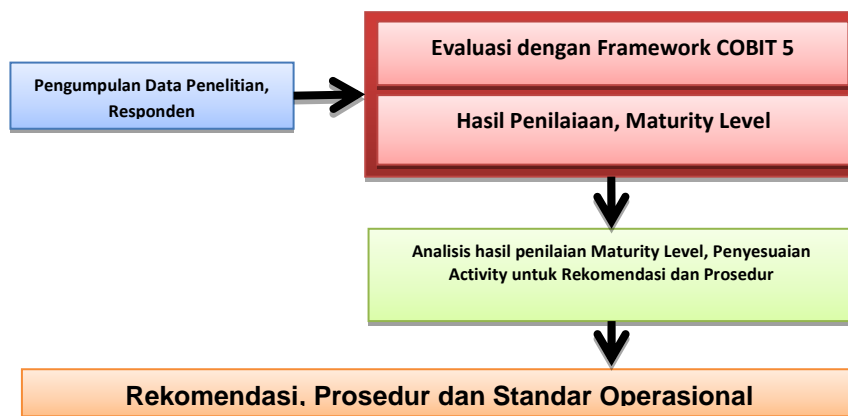 Evaluasi dengan Framework COBIT 5
Pengumpulan Data Penelitian,
Responden
Hasil Penilaiaan, Maturity Level
Analisis hasil penilaian Maturity Level, Penyesuaian
Activity untuk Rekomendasi dan Prosedur
Rekomendasi, Prosedur dan Standar Operasional